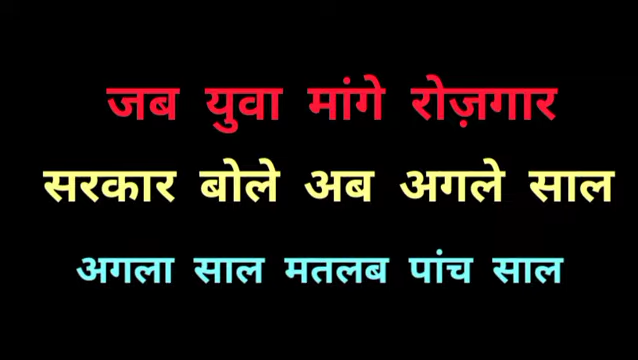 जब युवा मांगे रोज़गार
सरकार बोले अब अगले साल
अगला साल मतलब पांच साल